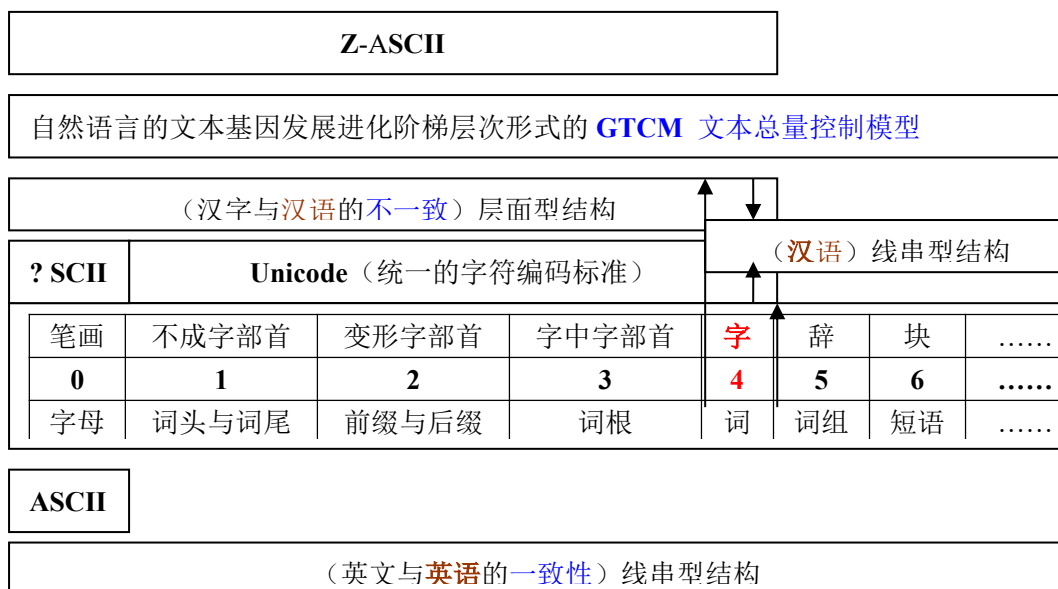 Z-ASCII
自然语言的文本基因发展进化阶梯层次形式的 GTCM 文本总量控制模型
（汉字与汉语的不一致）层面型结构
（汉语）线串型结构
? SCII Unicode（统一的字符编码标准）
笔画 不成字部首 变形字部首 字中字部首 字 辞 块 ……
0 1 2 3 4 5 6 ……
字母 词头与词尾 前缀与后缀 词根 词 词组 短语 ……
ASCII
（英文与英语的一致性）线串型结构